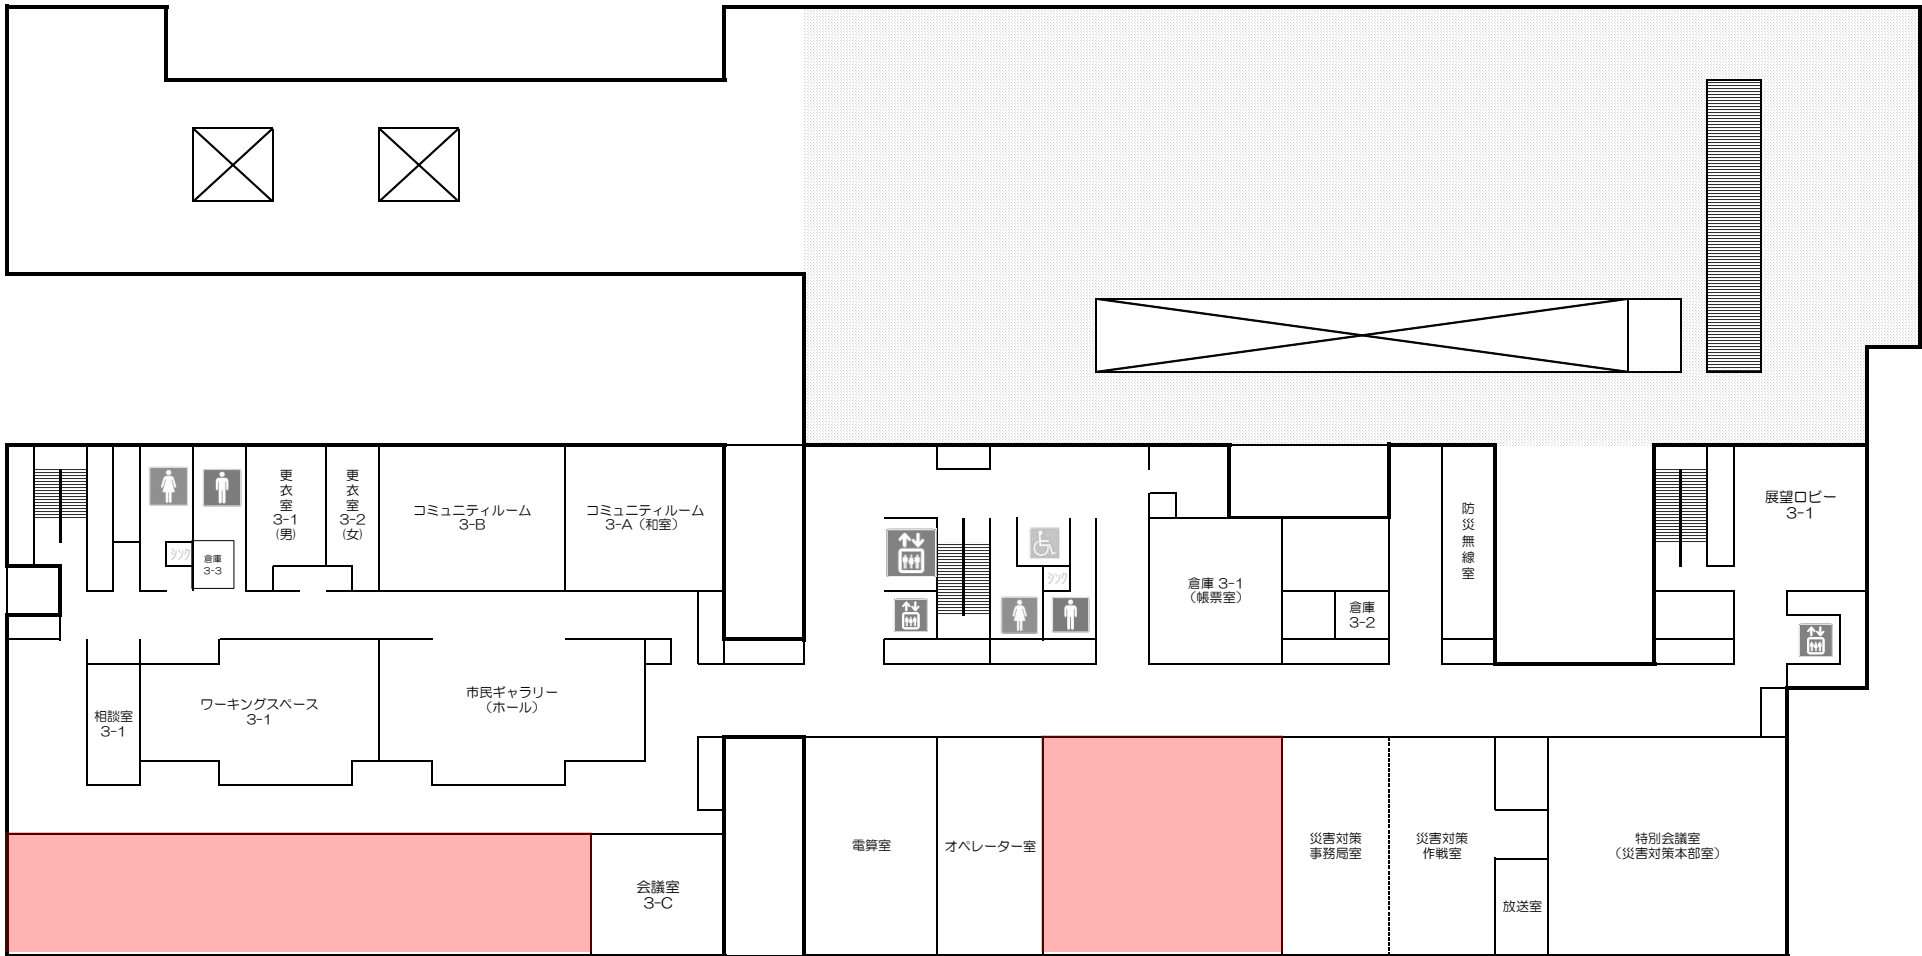 更衣室
3-1
(男)
更衣室
3-2
(女)
コミュニティルーム
3-B
コミュニティルーム
3-A（和室）
シンク
倉庫
3-3
防災無線室
展望ロビー
3-1
シンク
倉庫 3-1
（帳票室）
倉庫
3-2
相談室
3-1
ワーキングスペース
3-1
市民ギャラリー
（ホール）
会議室
3-C
電算室
オペレーター室
災害対策
事務局室
災害対策
作戦室
放送室
特別会議室
（災害対策本部室）